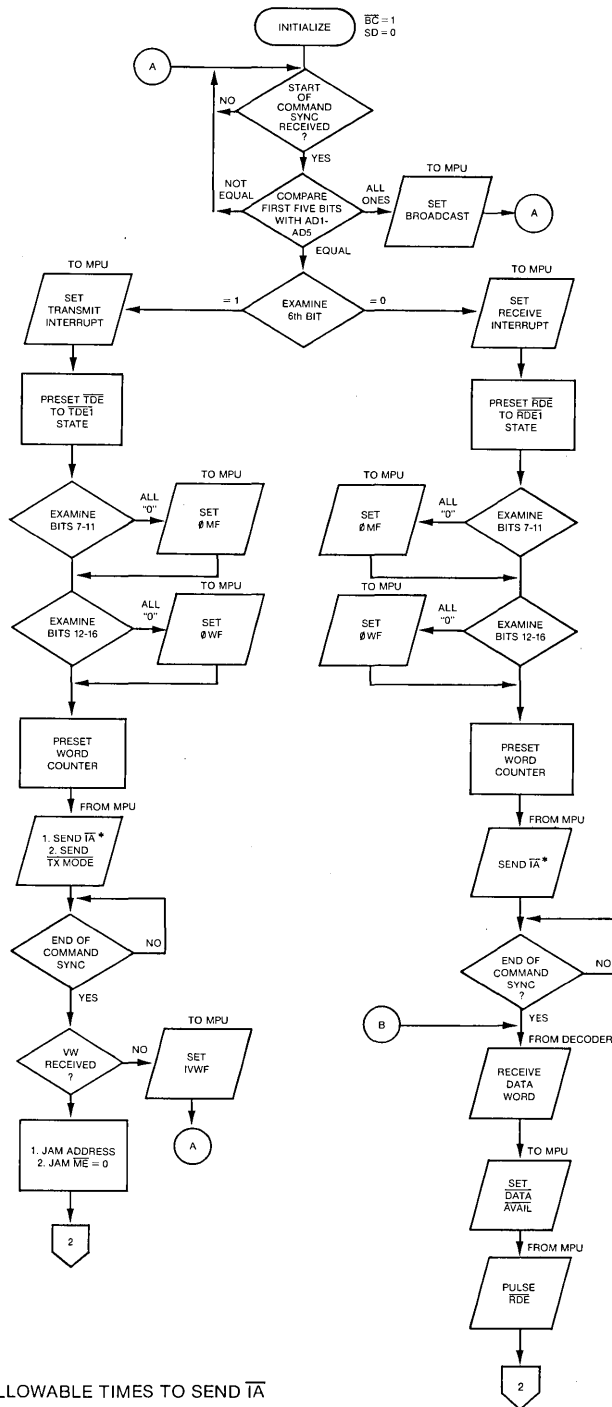 INITIALIZE
BC = 1
SD = 0
A
START
OF
COMMAND
SYNC
RECEIVED
?
NO
YES
TO MPU
NOT
EQUAL
COMPARE
FIRST FIVE BITS
WITH AD1-
AD5
ALL
ONES
SET
BROADCAST
A
EQUAL
TO MPU
SET
TRANSMIT
INTERRUPT
= 1
EXAMINE
6th BIT
= 0
TO MPU
SET
RECEIVE
INTERRUPT
PRESET TDE
TO TDE1
STATE
PRESET RDE
TO RDE1
STATE
EXAMINE
BITS 7-11
ALL
"0"
TO MPU
SET
ØMF
TO MPU
SET
ØMF
ALL
"0"
EXAMINE
BITS 7-11
EXAMINE
BITS 12-16
ALL
"0"
TO MPU
SET
ØWF
TO MPU
SET
ØWF
ALL
"0"
EXAMINE
BITS 12-16
PRESET
WORD
COUNTER
PRESET
WORD
COUNTER
FROM MPU
1. SEND IA*
2. SEND
TX MODE
FROM MPU
SEND IA*
END OF
COMMAND
SYNC
NO
YES
END OF
COMMAND
SYNC
?
NO
YES
VW
RECEIVED
?
NO
TO MPU
SET
IVWF
A
B
FROM DECODER
RECEIVE
DATA
WORD
1. JAM ADDRESS
2. JAM ME = 0
2
TO MPU
SET
DATA
AVAIL
FROM MPU
PULSE
RDE
2
LLOWABLE TIMES TO SEND IA